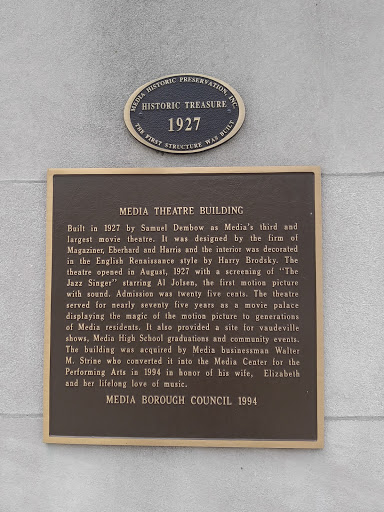 MEDIA HISTORIC PRESERVATION, INC.
HISTORIC TREASURE
1927
THE FIRST STRUCTURE WAS BUILT
MEDIA THEATRE BUILDING
Built in 1927 by Samuel Dembow as Media's third and
largest movie theatre. It was designed by the firm of
Magaziner, Eberhard and Harris and the interior was decorated
in the English Renaissance style by Harry Brodsky. The
theatre opened in August, 1927 with a screening of "The
Jazz Singer" starring Al Jolsen, the first motion picture
with sound. Admission was twenty five cents. The theatre
served for nearly seventy five years as a movie palace
displaying the magic of the motion picture to generations
of Media residents. It also provided a site for vaudeville
shows, Media High School graduations and community events.
The building was acquired by Media businessman Walter
M. Strine who converted it into the Media Center for the
Performing Arts in 1994 in honor of his wife, Elizabeth
and her lifelong love of music.
MEDIA BOROUGH COUNCIL 1994